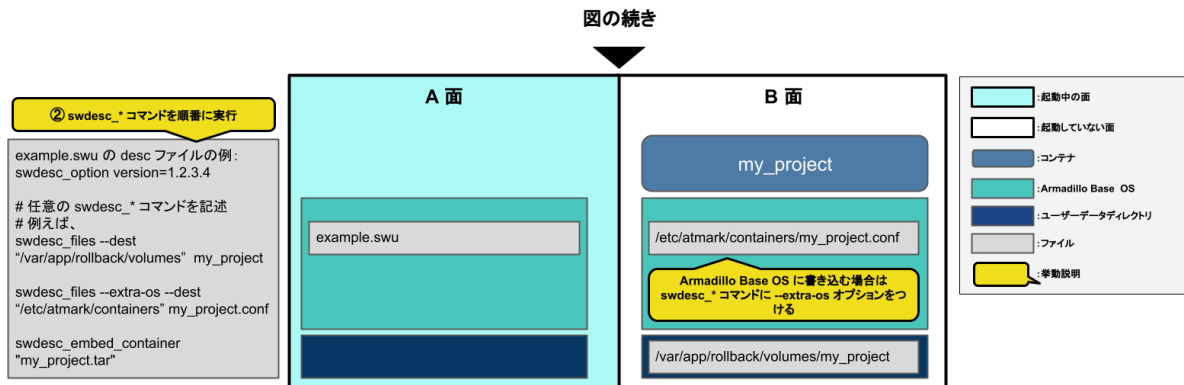 図の続き
② swdesc_* コマンドを順番に実行
example.swu の desc ファイルの例:
swdesc_option version=1.2.3.4
# 任意の swdesc_* コマンドを記述
# 例えば、
swdesc_files --dest
“/var/app/rollback/volumes” my_project
swdesc_files --extra-os --dest
“/etc/atmark/containers” my_project.conf
swdesc_embed_container
"my_project.tar"
A 面
example.swu
B 面
my_project
/etc/atmark/containers/my_project.conf
Armadillo Base OS に書き込む場合は
swdesc_* コマンドに --extra-os オプションをつ
ける
/var/app/rollback/volumes/my_project
:起動中の面
:起動していない面
:コンテナ
:Armadillo Base OS
:ユーザーデータディレクトリ
:ファイル
:挙動説明